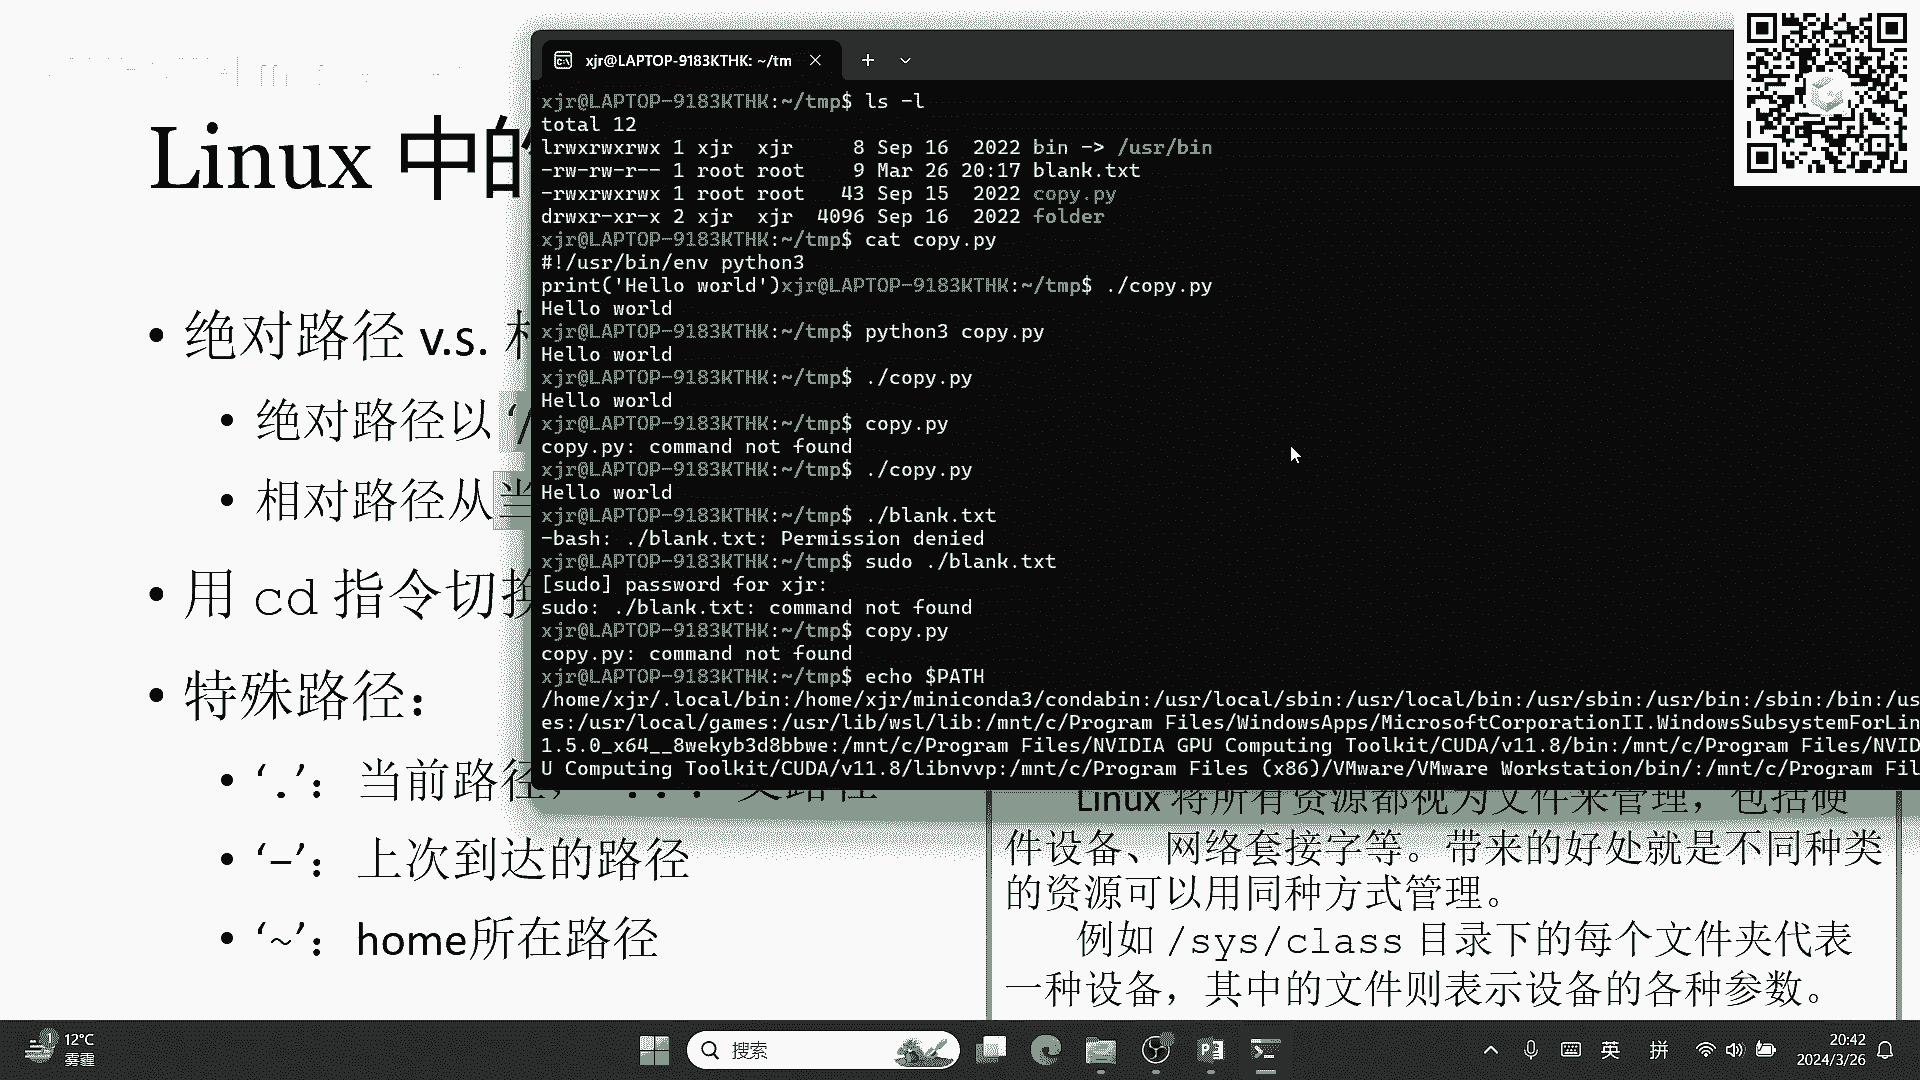 xjr@LAPTOP-9183KTHK: ~/tm
xjr@LAPTOP-9183KTHK:~/tmp$ ls -l
total 12
lrwxrwxrwx 1 xjr  xjr     8 Sep 16  2022 bin -> /usr/bin
-rw-rw-r-- 1 root root    9 Mar 26 20:17 blank.txt
-rwxrwxrwx 1 root root   43 Sep 15  2022 copy.py
drwxr-xr-x 2 xjr  xjr  4096 Sep 16  2022 folder
xjr@LAPTOP-9183KTHK:~/tmp$ cat copy.py
#!/usr/bin/env python3
print('Hello world')xjr@LAPTOP-9183KTHK:~/tmp$ ./copy.py
Hello world
xjr@LAPTOP-9183KTHK:~/tmp$ python3 copy.py
Hello world
xjr@LAPTOP-9183KTHK:~/tmp$ ./copy.py
Hello world
xjr@LAPTOP-9183KTHK:~/tmp$ copy.py
copy.py: command not found
xjr@LAPTOP-9183KTHK:~/tmp$ ./copy.py
Hello world
xjr@LAPTOP-9183KTHK:~/tmp$ ./blank.txt
-bash: ./blank.txt: Permission denied
xjr@LAPTOP-9183KTHK:~/tmp$ sudo ./blank.txt
[sudo] password for xjr:
sudo: ./blank.txt: command not found
xjr@LAPTOP-9183KTHK:~/tmp$ copy.py
copy.py: command not found
xjr@LAPTOP-9183KTHK:~/tmp$ echo $PATH
/home/xjr/.local/bin:/home/xjr/miniconda3/condabin:/usr/local/sbin:/usr/local/bin:/usr/sbin:/usr/bin:/sbin:/bin:/us
es:/usr/local/games:/usr/lib/wsl/lib:/mnt/c/Program Files/WindowsApps/MicrosoftCorporationII.WindowsSubsystemForLin
1.5.0_x64__8wekyb3d8bbwe:/mnt/c/Program Files/NVIDIA GPU Computing Toolkit/CUDA/v11.8/bin:/mnt/c/Program Files/NVID
U Computing Toolkit/CUDA/v11.8/libnvvp:/mnt/c/Program Files (x86)/VMware/VMware Workstation/bin/:/mnt/c/Program Fil
Linux 中的
• 绝对路径 v.s.
• 绝对路径以 ‘/
• 相对路径从当
• 用 cd 指令切换
• 特殊路径：
• ‘.’：当前路径，
• ‘-’：上次到达的路径
• ‘~’：home所在路径
Linux 将所有资源都视为文件来管理，包括硬
件设备、网络套接字等。带来的好处就是不同种类
的资源可以用同种方式管理。
例如 /sys/class 目录下的每个文件夹代表
一种设备，其中的文件则表示设备的各种参数。
1
12°C
雾霾
搜索
英
拼
20:42
2024/3/26